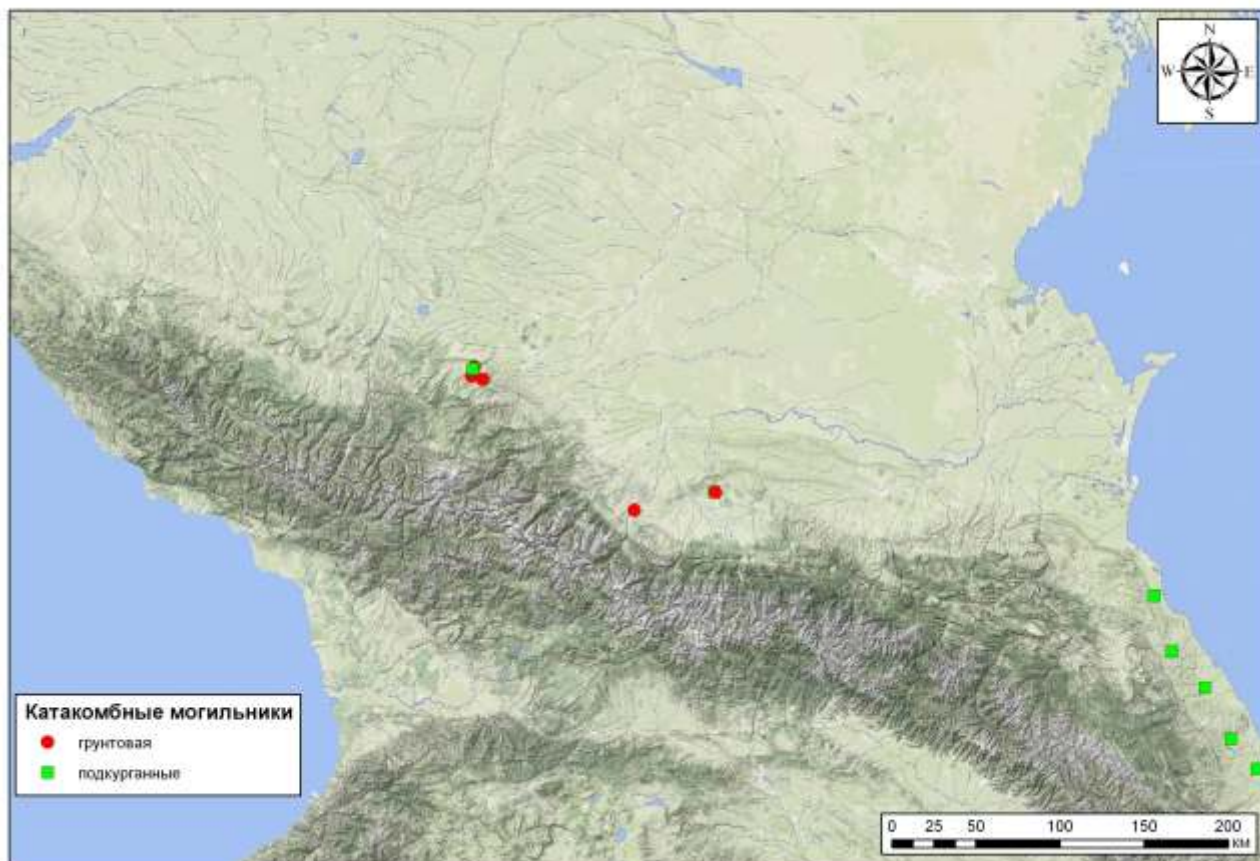 N
W E
S
Катакомбные могильники
грунтовая
подкурганные
0 25 50 100 150 200
КМ